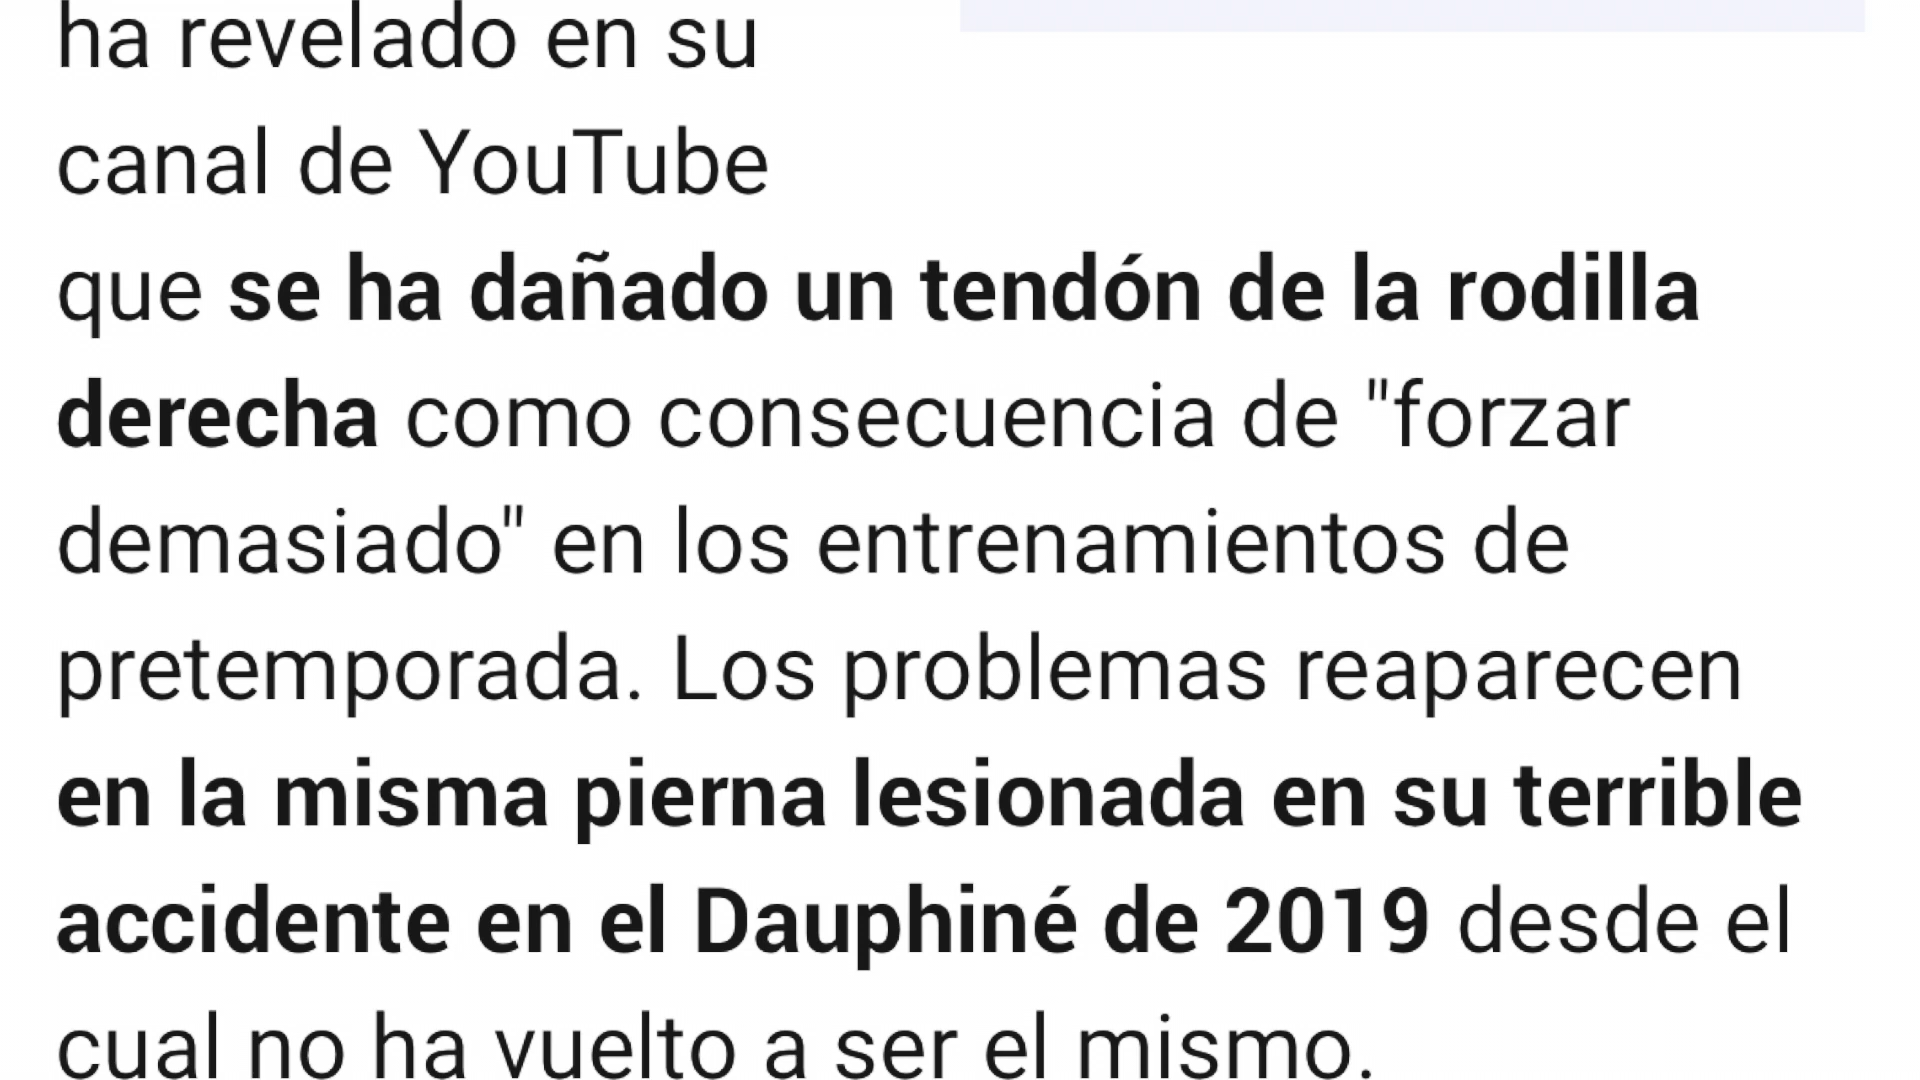 ha revelado en su
canal de YouTube
que se ha dañado un tendón de la rodilla
derecha como consecuencia de "forzar
demasiado" en los entrenamientos de
pretemporada. Los problemas reaparecen
en la misma pierna lesionada en su terrible
accidente en el Dauphiné de 2019 desde el
cual no ha vuelto a ser el mismo.